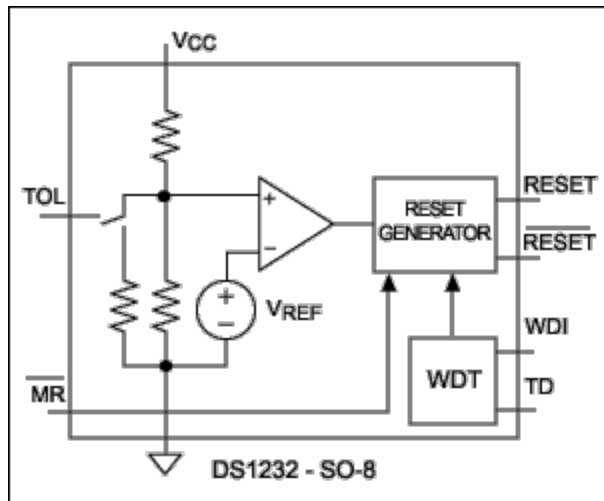 VCC
TOL
+
−
RESET
GENERATOR
RESET
RESET
+
−
VREF
WDI
WDT
TD
MR
DS1232 - SO-8